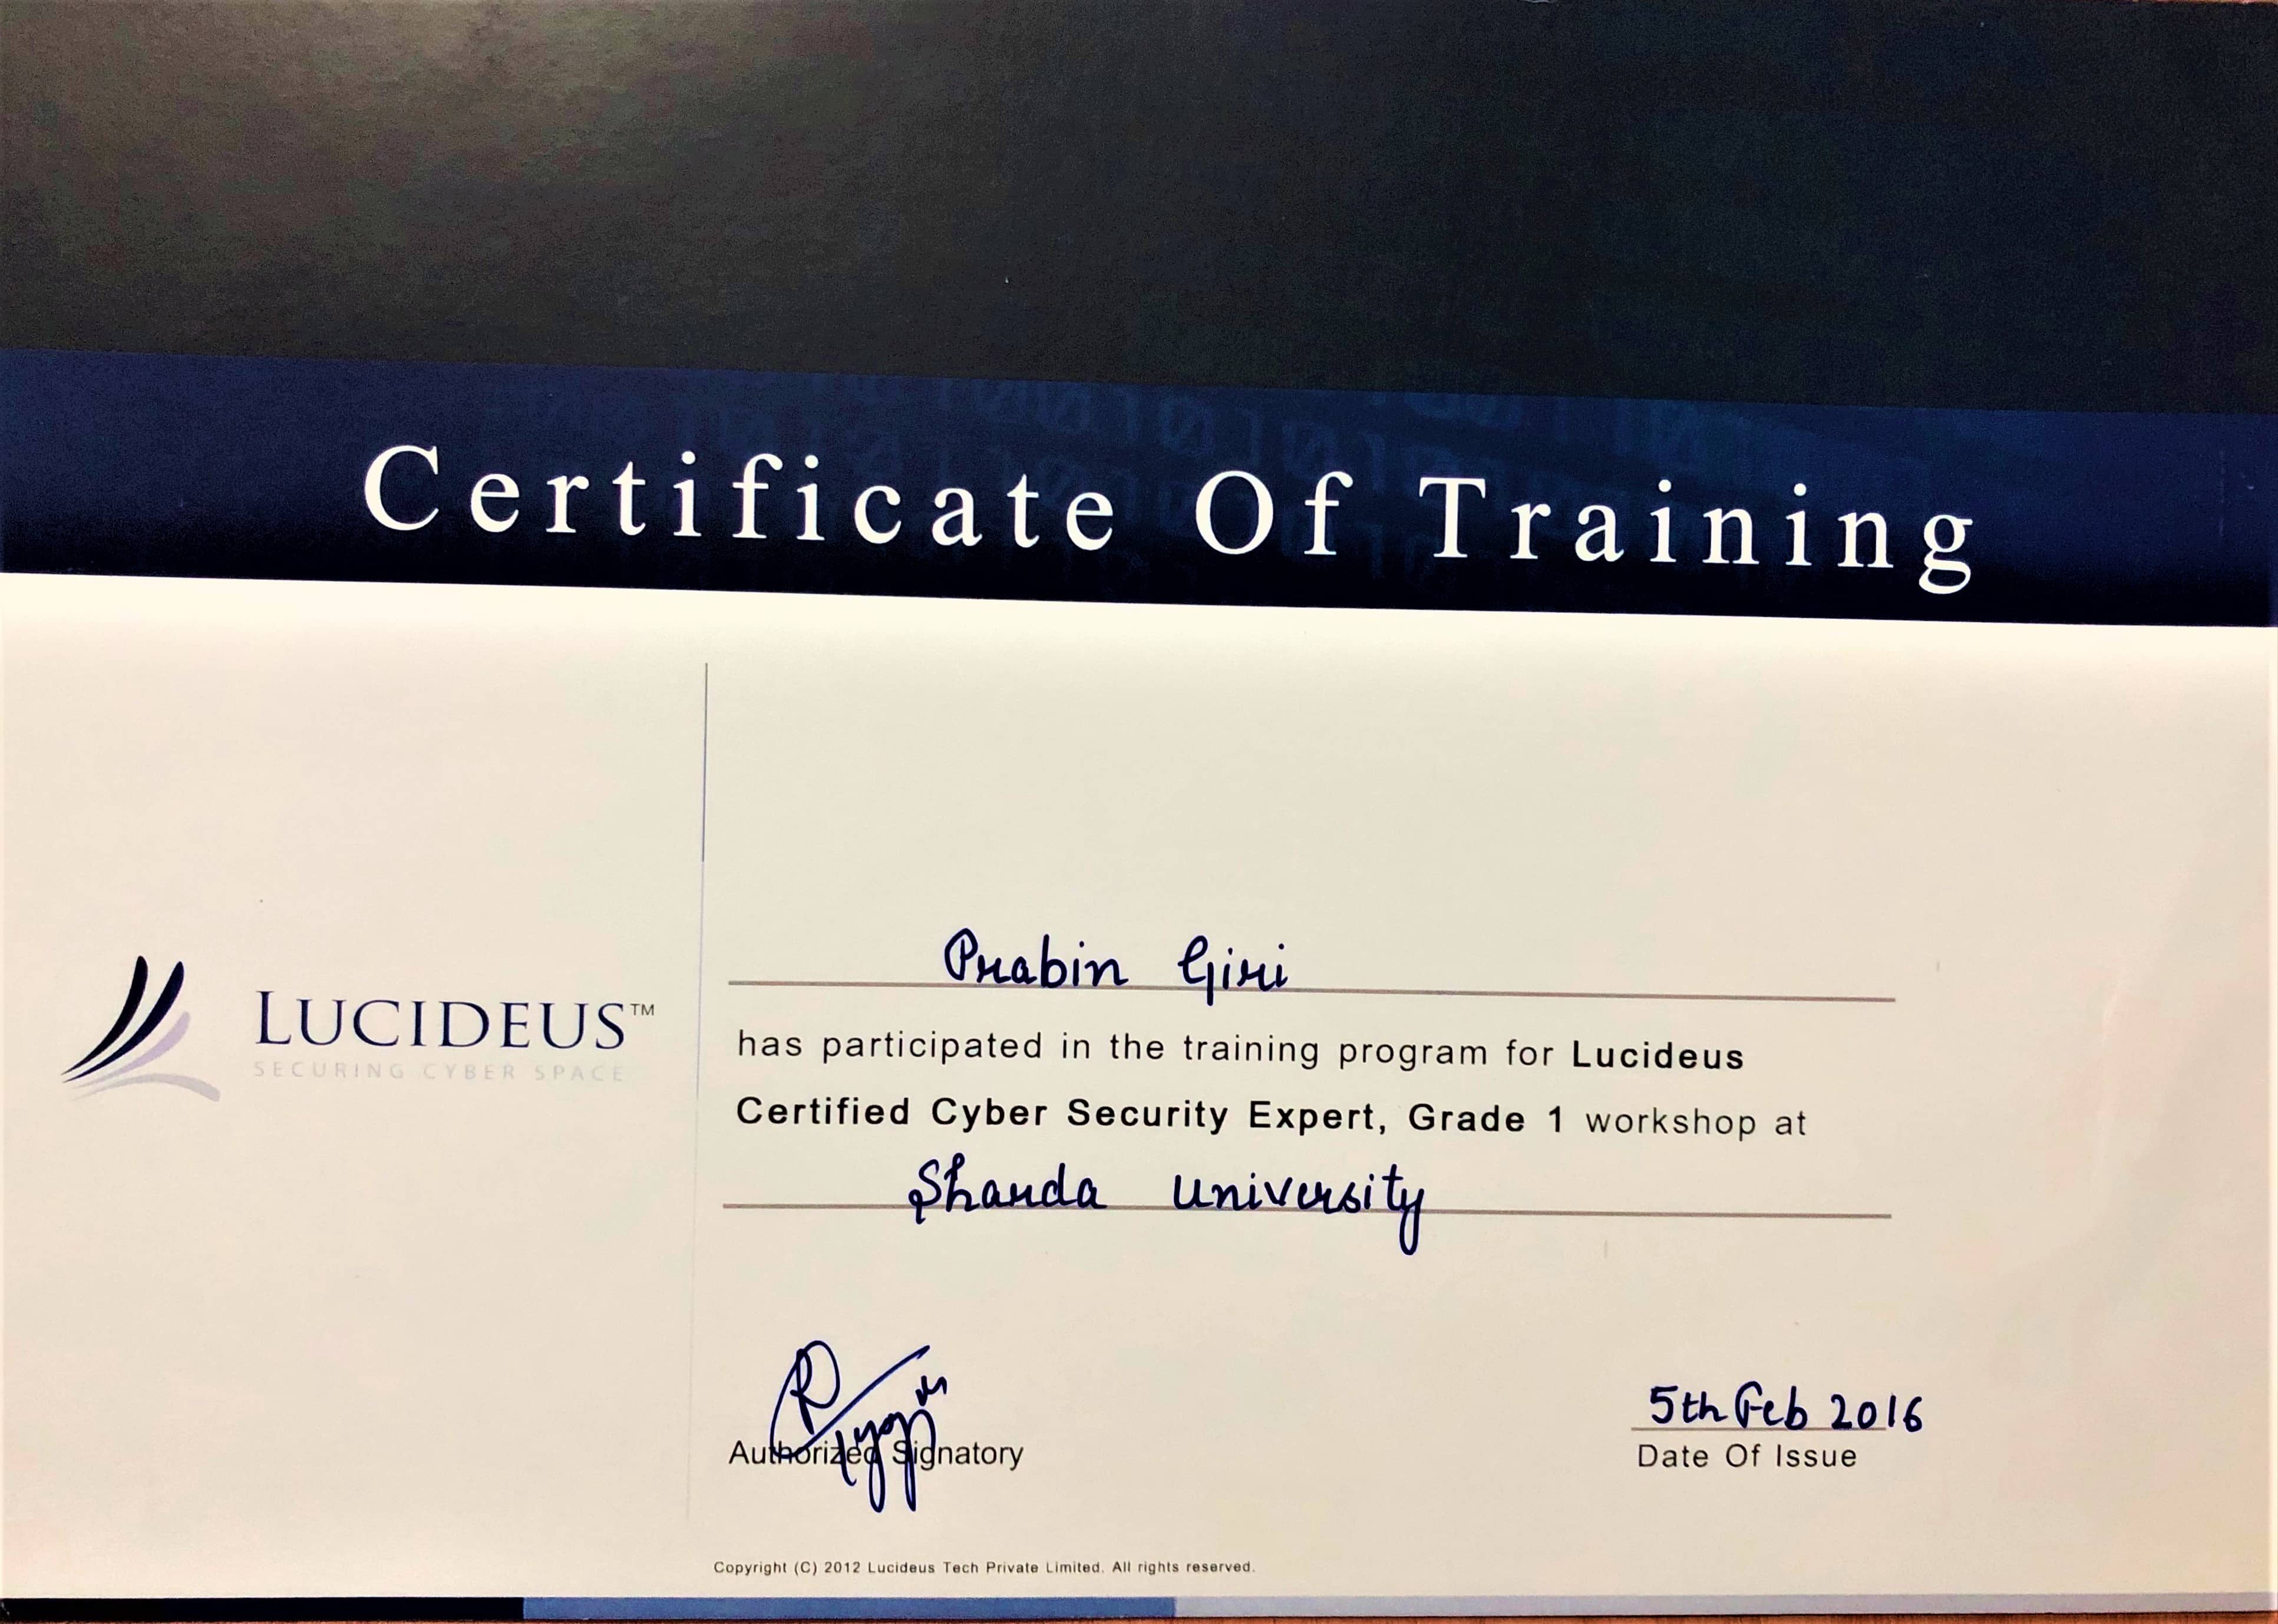 Certificate Of Training
LUCIDEUS™
SECURING CYBER SPACE
Prabin Giri
has participated in the training program for Lucideus
Certified Cyber Security Expert, Grade 1 workshop at
Sharda University
Authorized Signatory
5th Feb 2016
Date Of Issue
Copyright (C) 2012 Lucideus Tech Private Limited. All rights reserved.